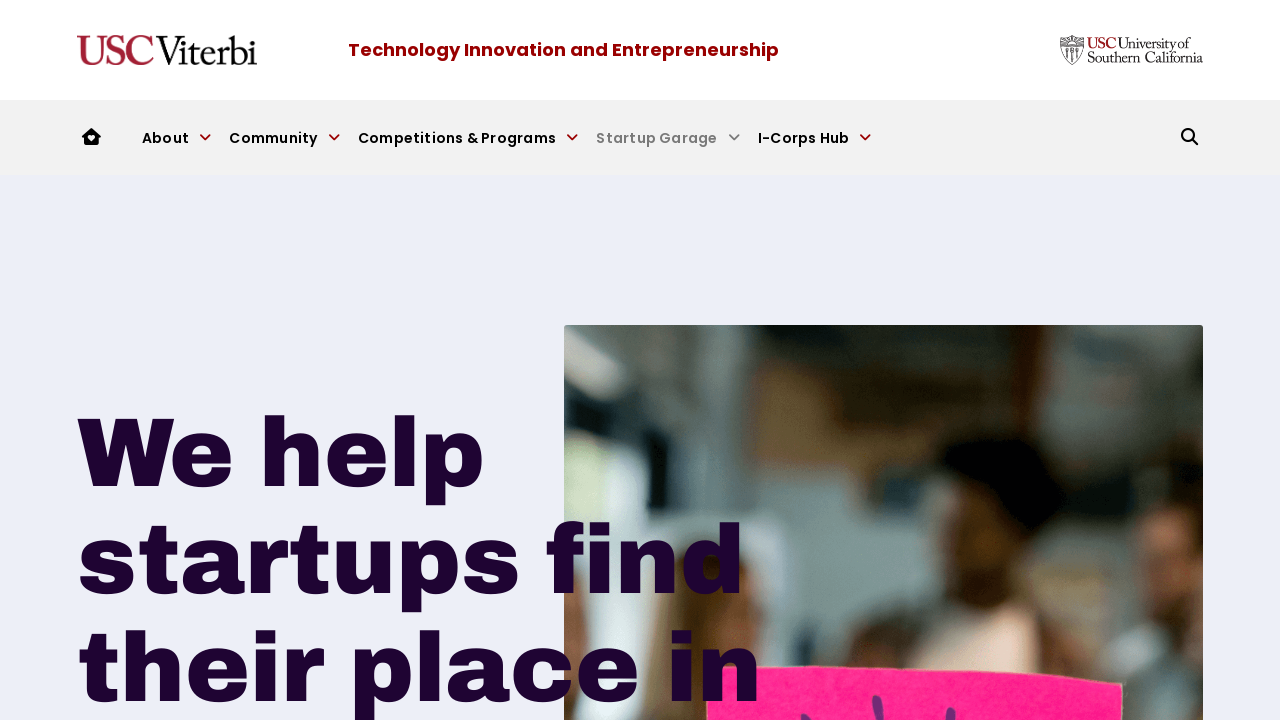 USC Viterbi
Technology Innovation and Entrepreneurship
USC University of
Southern California
About Community Competitions & Programs Startup Garage I-Corps Hub
We help
startups find
their place in